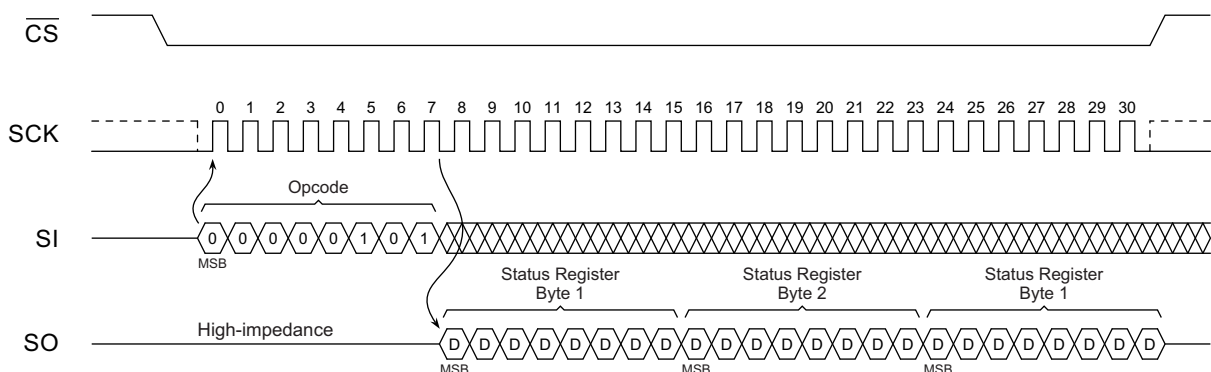 CS
0 1 2 3 4 5 6 7 8 9 10 11 12 13 14 15 16 17 18 19 20 21 22 23 24 25 26 27 28 29 30
SCK
Opcode
SI
0 0 0 0 0 1 0 1
MSB
Status Register
Byte 1
Status Register
Byte 2
Status Register
Byte 1
High-impedance
SO
D D D D D D D D D D D D D D D D D D D D D D D D
MSB
MSB
MSB